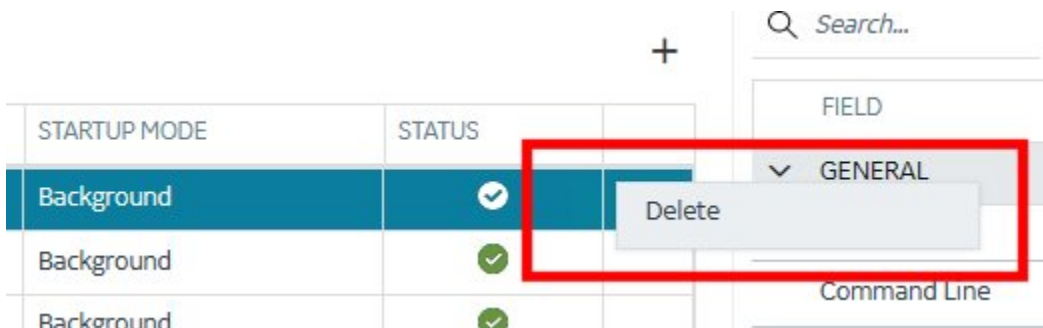 Search...
STARTUP MODE STATUS FIELD
GENERAL
Background
Delete
Background
Command Line
Background